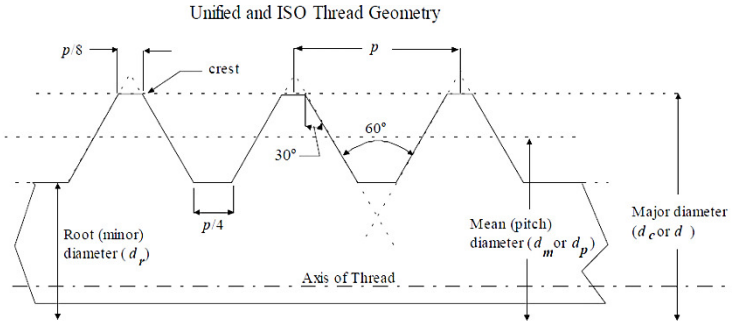 Unified and ISO Thread Geometry
p/8
p
crest
60°
30°
p/4
Root (minor)
diameter (d_r)
Mean (pitch)
diameter (d_m or d_p)
Major diameter
(d_c or d )
Axis of Thread